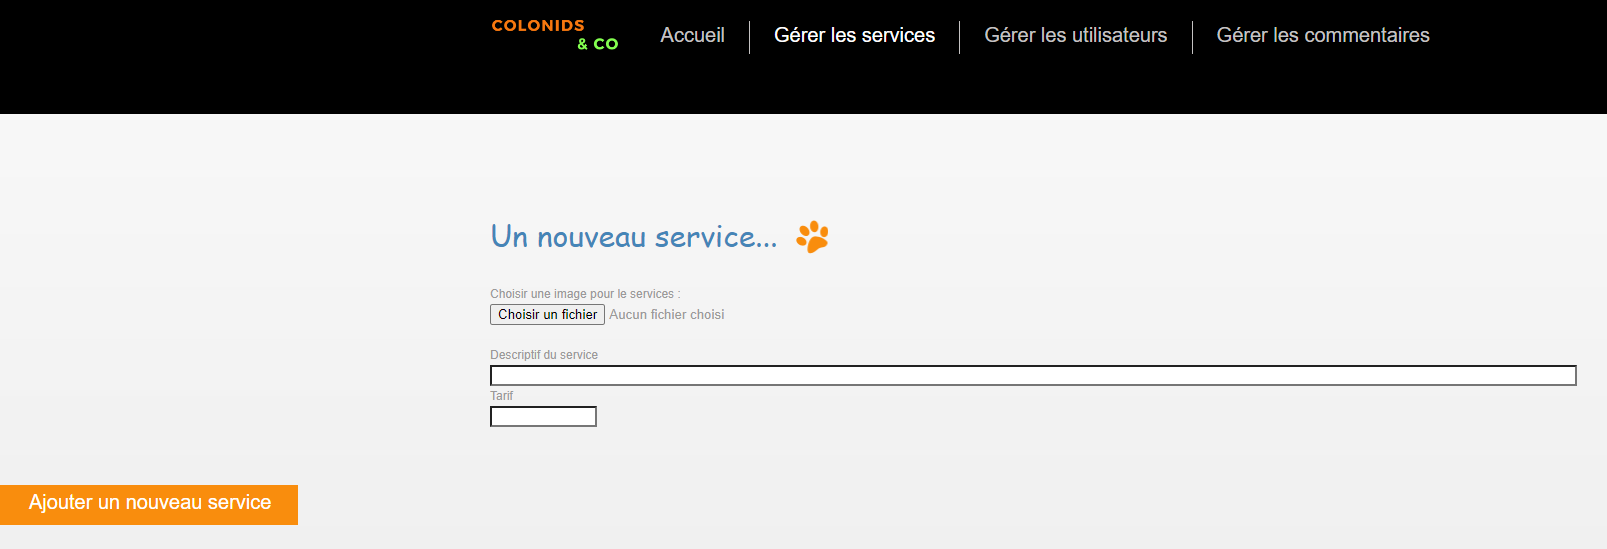 COLONIDS
& CO
Accueil
Gérer les services
Gérer les utilisateurs
Gérer les commentaires
Un nouveau service...
Choisir une image pour le services :
Choisir un fichier Aucun fichier choisi
Descriptif du service
Tarif
Ajouter un nouveau service